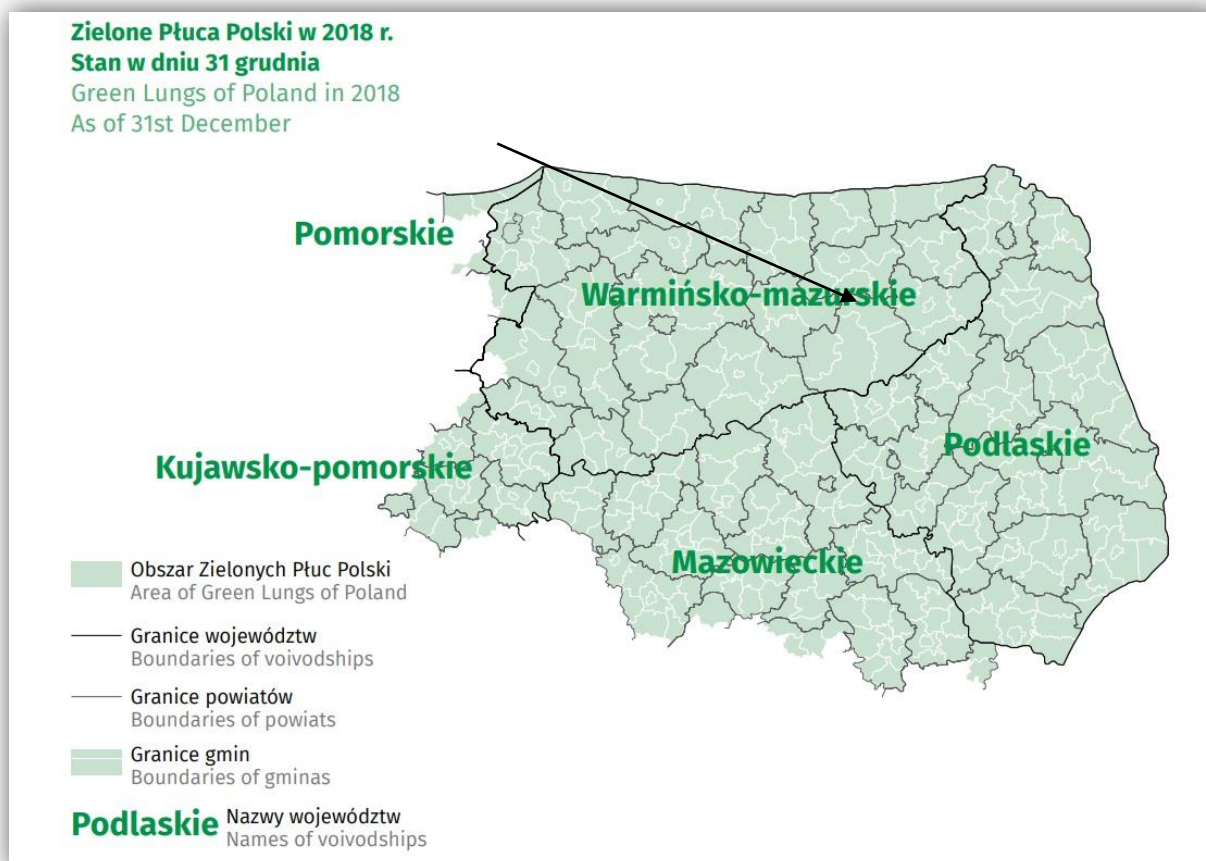 Zielone Płuca Polski w 2018 r.
Stan w dniu 31 grudnia
Green Lungs of Poland in 2018
As of 31st December
Pomorskie
Warmińsko-mazurskie
Podłaskie
Kujawsko-pomorskie
Mazowieckie
Obszar Zielonych Płuc Polski
Area of Green Lungs of Poland
Granice województw
Boundaries of voivodships
Granice powiatów
Boundaries of powiats
Granice gmin
Boundaries of gminas
Podlaskie
Nazwy województw
Names of voivodships